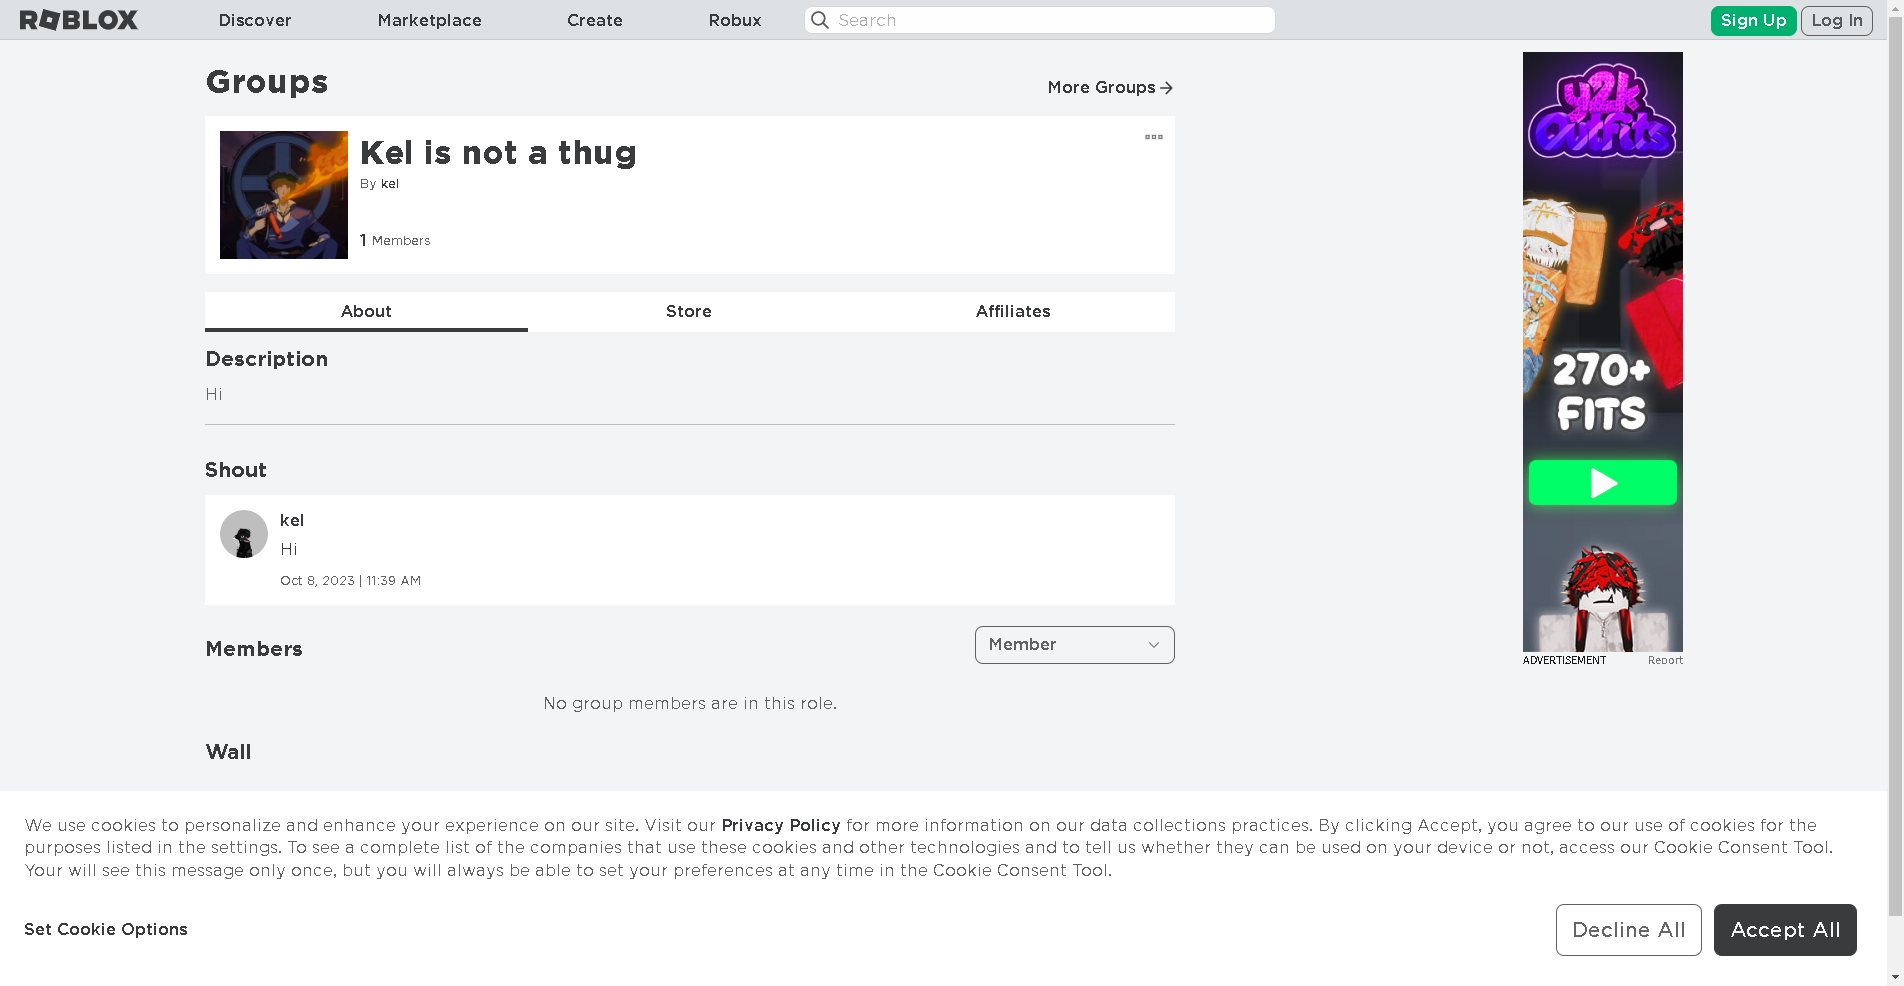 ROBLOX Discover Marketplace Create Robux Search Sign Up Log In
Groups
More Groups
Kel is not a thug
By kel
1 Members
About Store Affiliates
Description
Hi
Shout
kel
Hi
Oct 8, 2023 | 11:39 AM
Members
Member
No group members are in this role.
Wall
y2k
Outfits
270+
FITS
ADVERTISEMENT Report
We use cookies to personalize and enhance your experience on our site. Visit our Privacy Policy for more information on our data collections practices. By clicking Accept, you agree to our use of cookies for the
purposes listed in the settings. To see a complete list of the companies that use these cookies and other technologies and to tell us whether they can be used on your device or not, access our Cookie Consent Tool.
Your will see this message only once, but you will always be able to set your preferences at any time in the Cookie Consent Tool.
Set Cookie Options
Decline All
Accept All